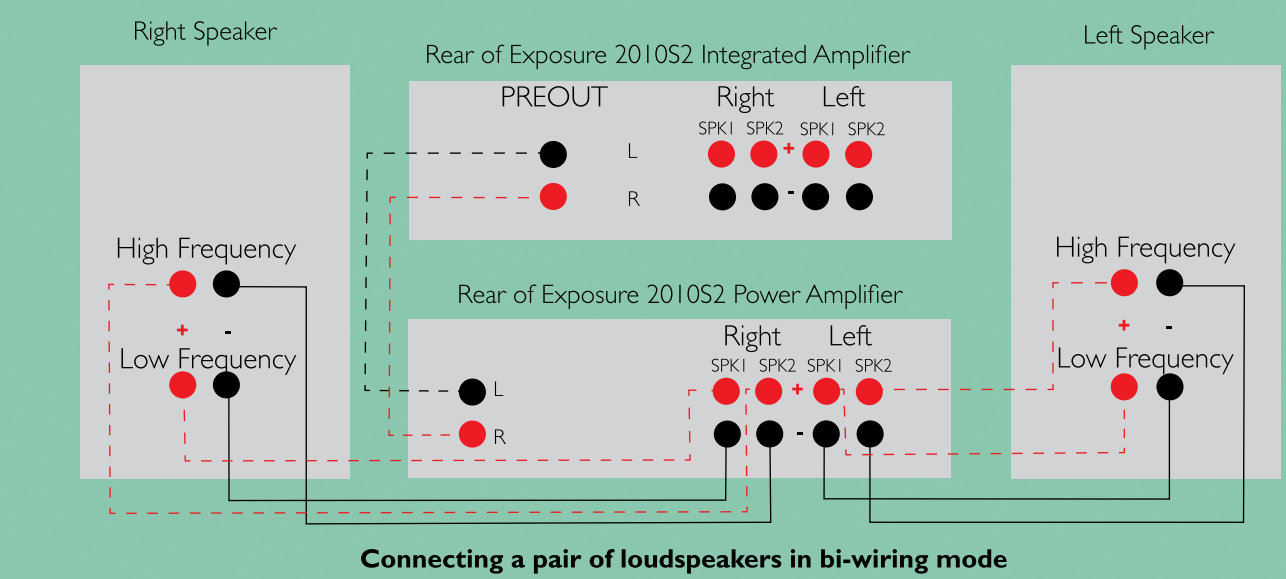 Right Speaker
Left Speaker
Rear of Exposure 2010S2 Integrated Amplifier
PREOUT Right Left
SPK1 SPK2 SPK1 SPK2
L + 
R -
High Frequency
+ -
Low Frequency
High Frequency
+ -
Low Frequency
Rear of Exposure 2010S2 Power Amplifier
Right Left
SPK1 SPK2 SPK1 SPK2
L +
R -
Connecting a pair of loudspeakers in bi-wiring mode